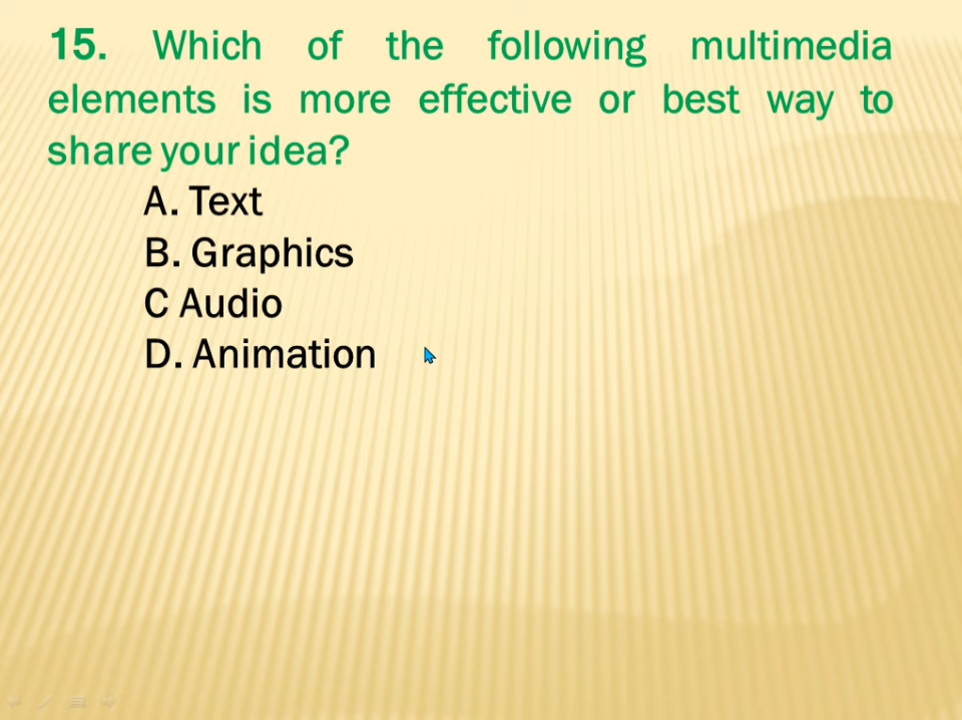 15. Which of the following multimedia
elements is more effective or best way to
share your idea?
A. Text
B. Graphics
C Audio
D. Animation